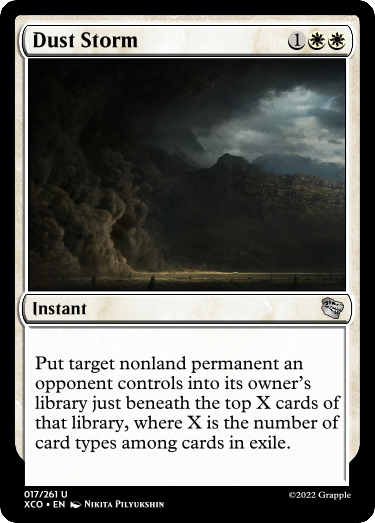 Dust Storm 1
Instant
Put target nonland permanent an
opponent controls into its owner's
library just beneath the top X cards of
that library, where X is the number of
card types among cards in exile.
017/261 U
XCO • EN Nikita Pilyukshin
©2022 Grapple